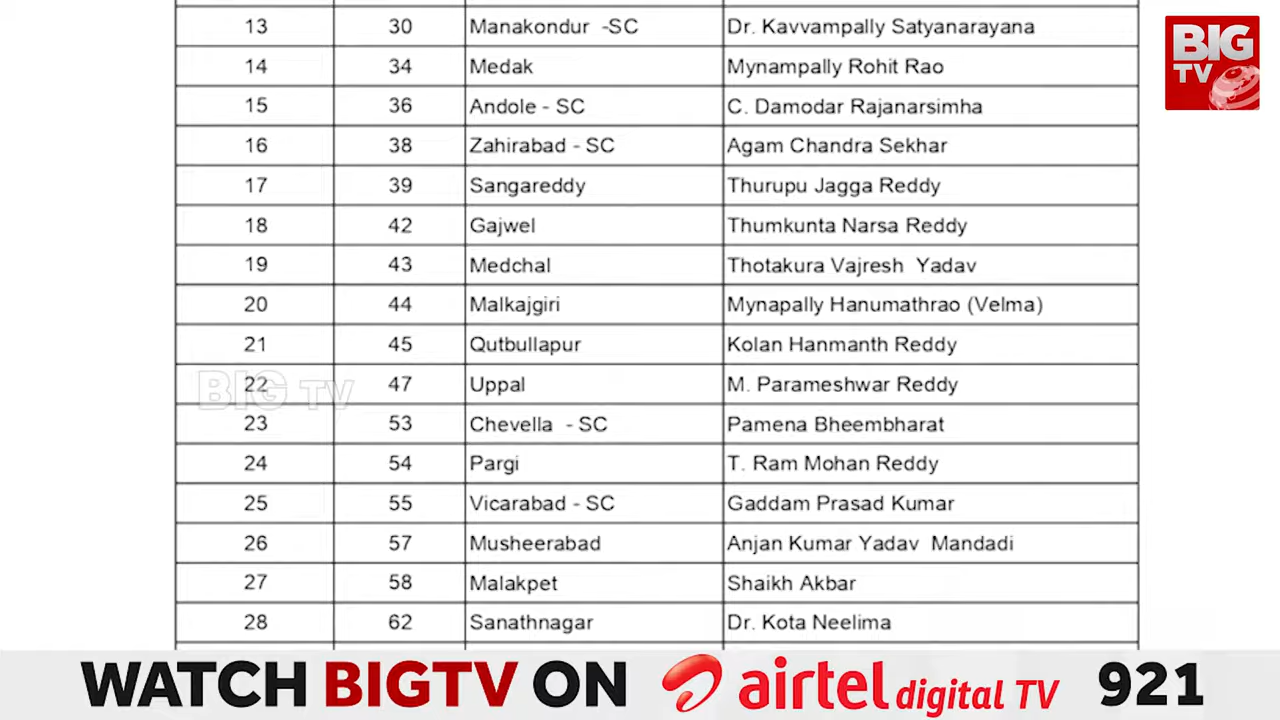 13 30 Manakondur -SC Dr. Kavvampally Satyanarayana
14 34 Medak Mynampally Rohit Rao
15 36 Andole - SC C. Damodar Rajanarsimha
16 38 Zahirabad - SC Agam Chandra Sekhar
17 39 Sangareddy Thurupu Jagga Reddy
18 42 Gajwel Thumkunta Narsa Reddy
19 43 Medchal Thotakura Vajresh Yadav
20 44 Malkajgiri Mynapally Hanumathrao (Velma)
21 45 Qutbullapur Kolan Hanmanth Reddy
22 47 Uppal M. Parameshwar Reddy
23 53 Chevella - SC Pamena Bheembharat
24 54 Pargi T. Ram Mohan Reddy
25 55 Vicarabad - SC Gaddam Prasad Kumar
26 57 Musheerabad Anjan Kumar Yadav Mandadi
27 58 Malakpet Shaikh Akbar
28 62 Sanathnagar Dr. Kota Neelima
BIG
TV
BIG TV
WATCH BIGTV ON airtel digital TV 921